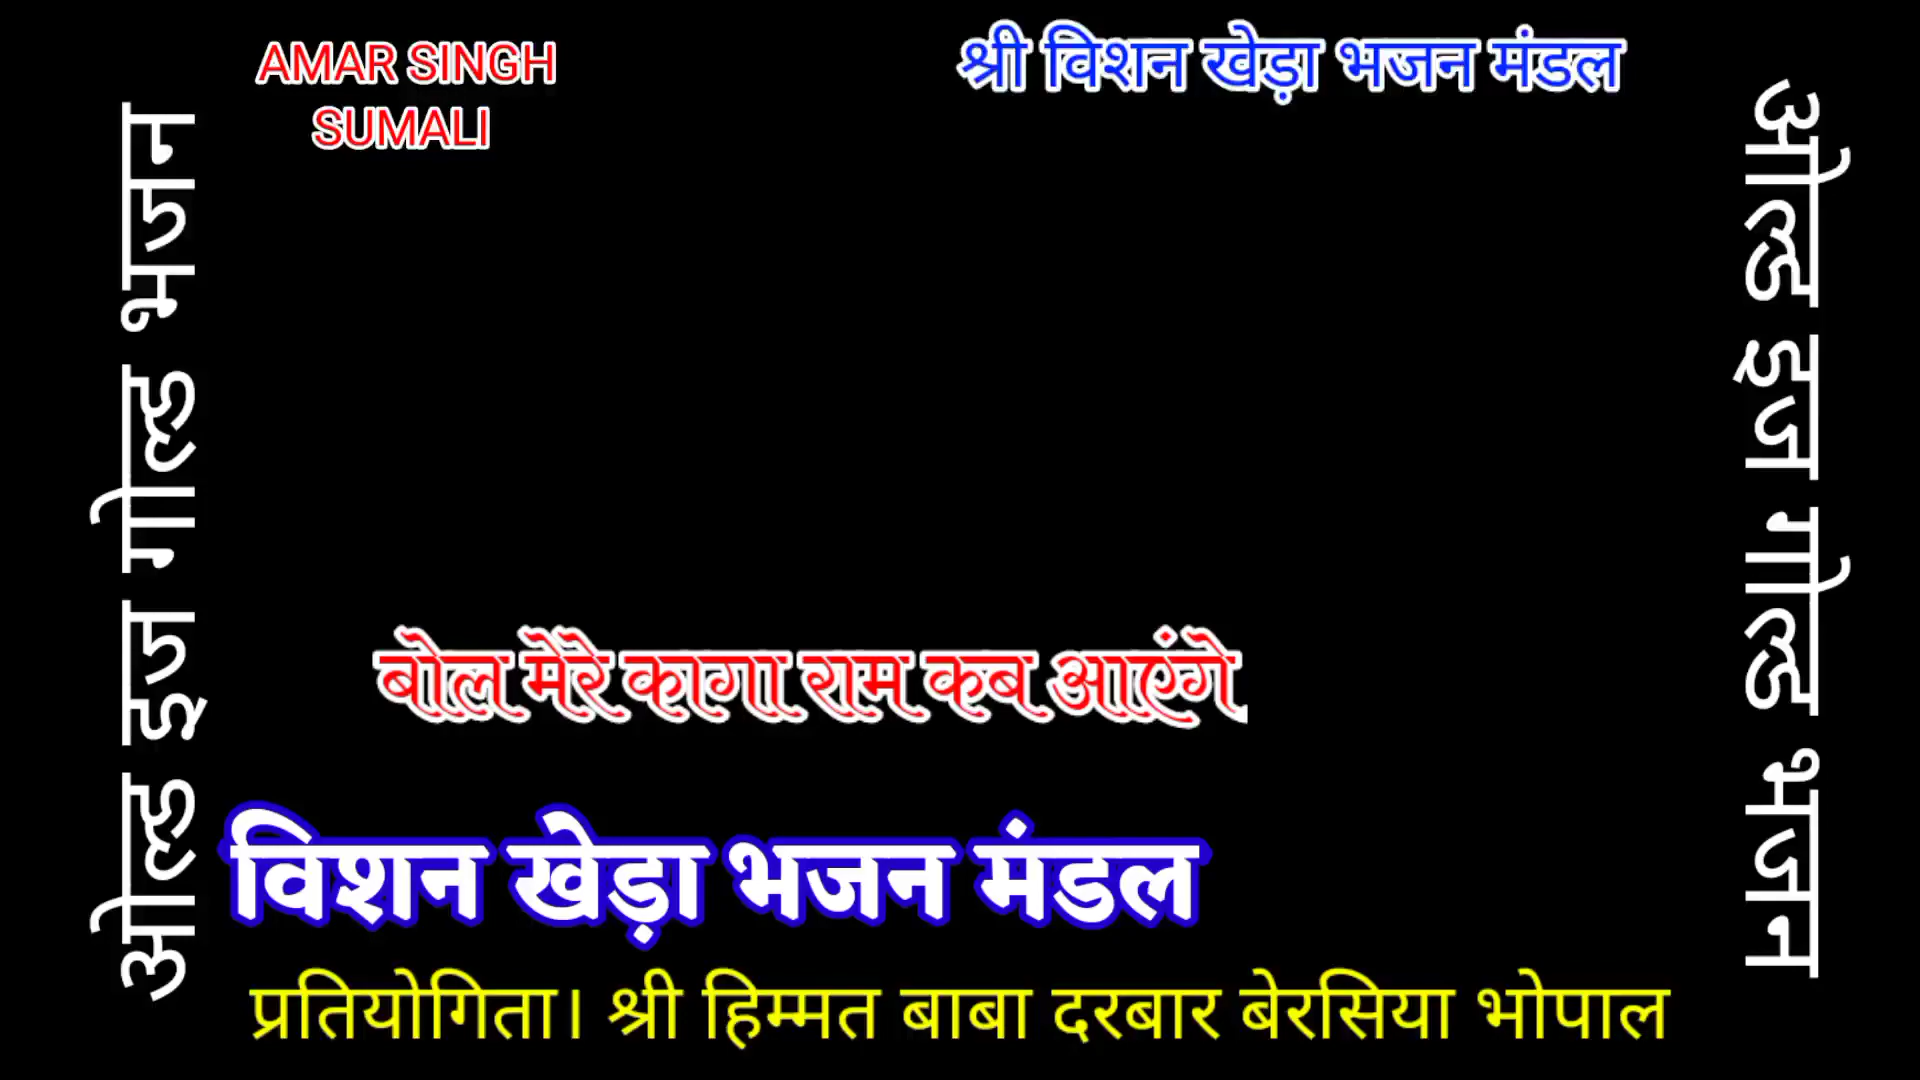 AMAR SINGH
SUMALI
श्री विशन खेड़ा भजन मंडल
ओल्ड इज गोल्ड भजन
ओल्ड इज गोल्ड भजन
बोल मेरे कागा राम कब आएंगे
विशन खेड़ा भजन मंडल
प्रतियोगिता। श्री हिम्मत बाबा दरबार बेरसिया भोपाल